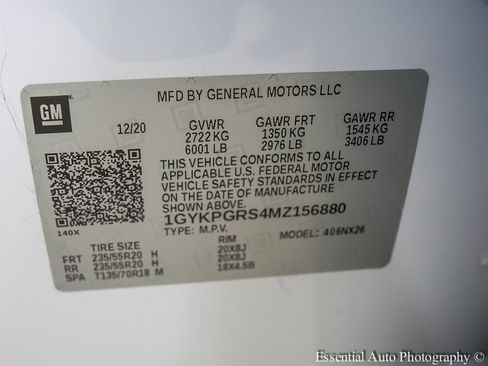 GM
MFD BY GENERAL MOTORS LLC
12/20 GVWR GAWR FRT GAWR RR
2722 KG 1350 KG 1545 KG
6001 LB 2976 LB 3406 LB
THIS VEHICLE CONFORMS TO ALL
APPLICABLE U.S. FEDERAL MOTOR
VEHICLE SAFETY STANDARDS IN EFFECT
ON THE DATE OF MANUFACTURE
SHOWN ABOVE.
140X 1GYKPGRS4MZ156880
TYPE: M.P.V. MODEL: 406NX26
TIRE SIZE RIM
FRT 235/55R20 H 20X8J
RR 235/55R20 H 20X8J
SPA T135/70R18 M 18X4.5B
Essential Auto Photography ©